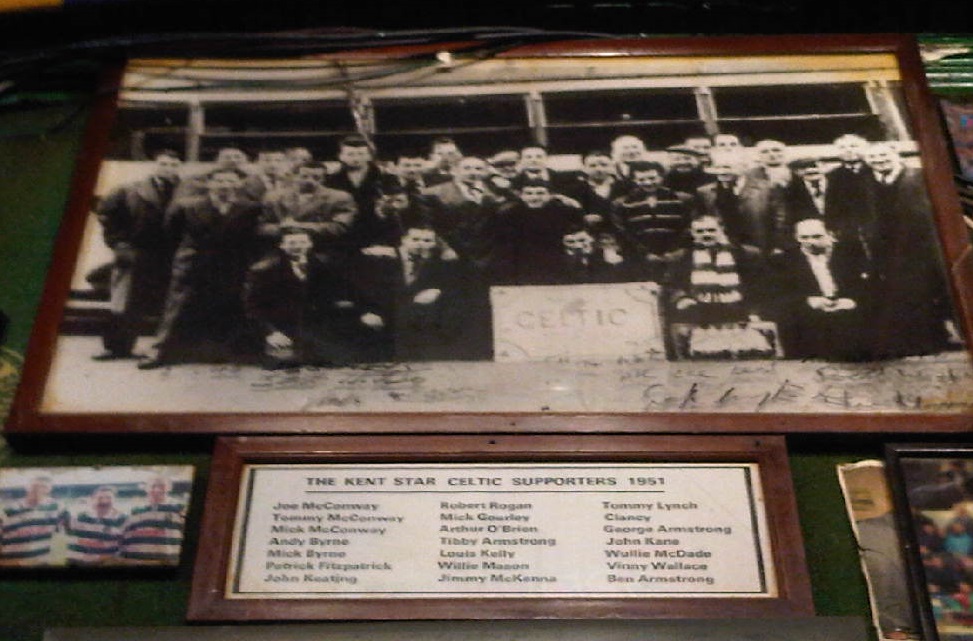 CELTIC
THE KENT STAR CELTIC SUPPORTERS 1951
Joe McConway Robert Rogan Tommy Lynch
Tommy McConway Mick Gourley Clancy
Mick McConway Arthur O'Brien George Armstrong
Andy Byrne Tibby Armstrong John Kane
Mick Byrne Louis Kelly Wullie McDade
Patrick Fitzpatrick Willie Mason Vinny Wallace
John Keating Jimmy McKenna Ben Armstrong